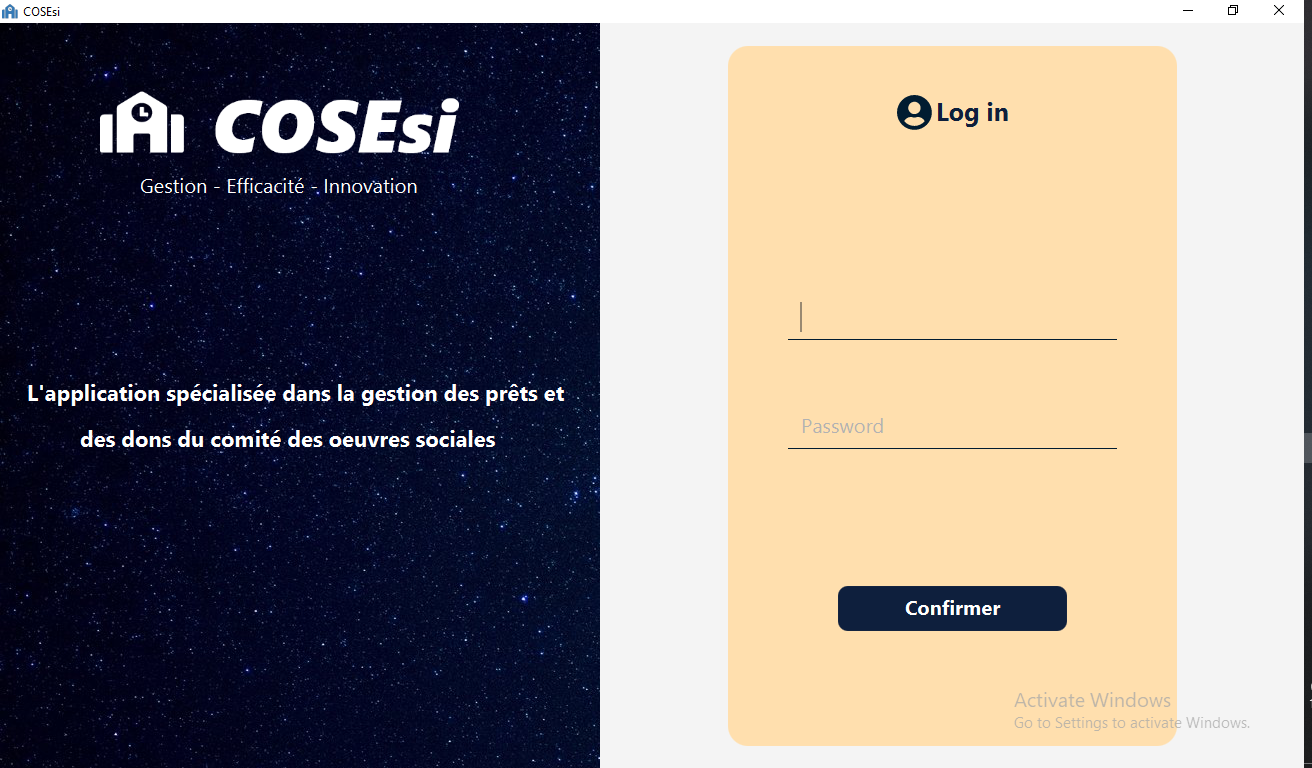 COSEsi
COSEsi
Gestion - Efficacité - Innovation
L'application spécialisée dans la gestion des prêts et
des dons du comité des oeuvres sociales
Log in
Password
Confirmer
Activate Windows
Go to Settings to activate Windows.